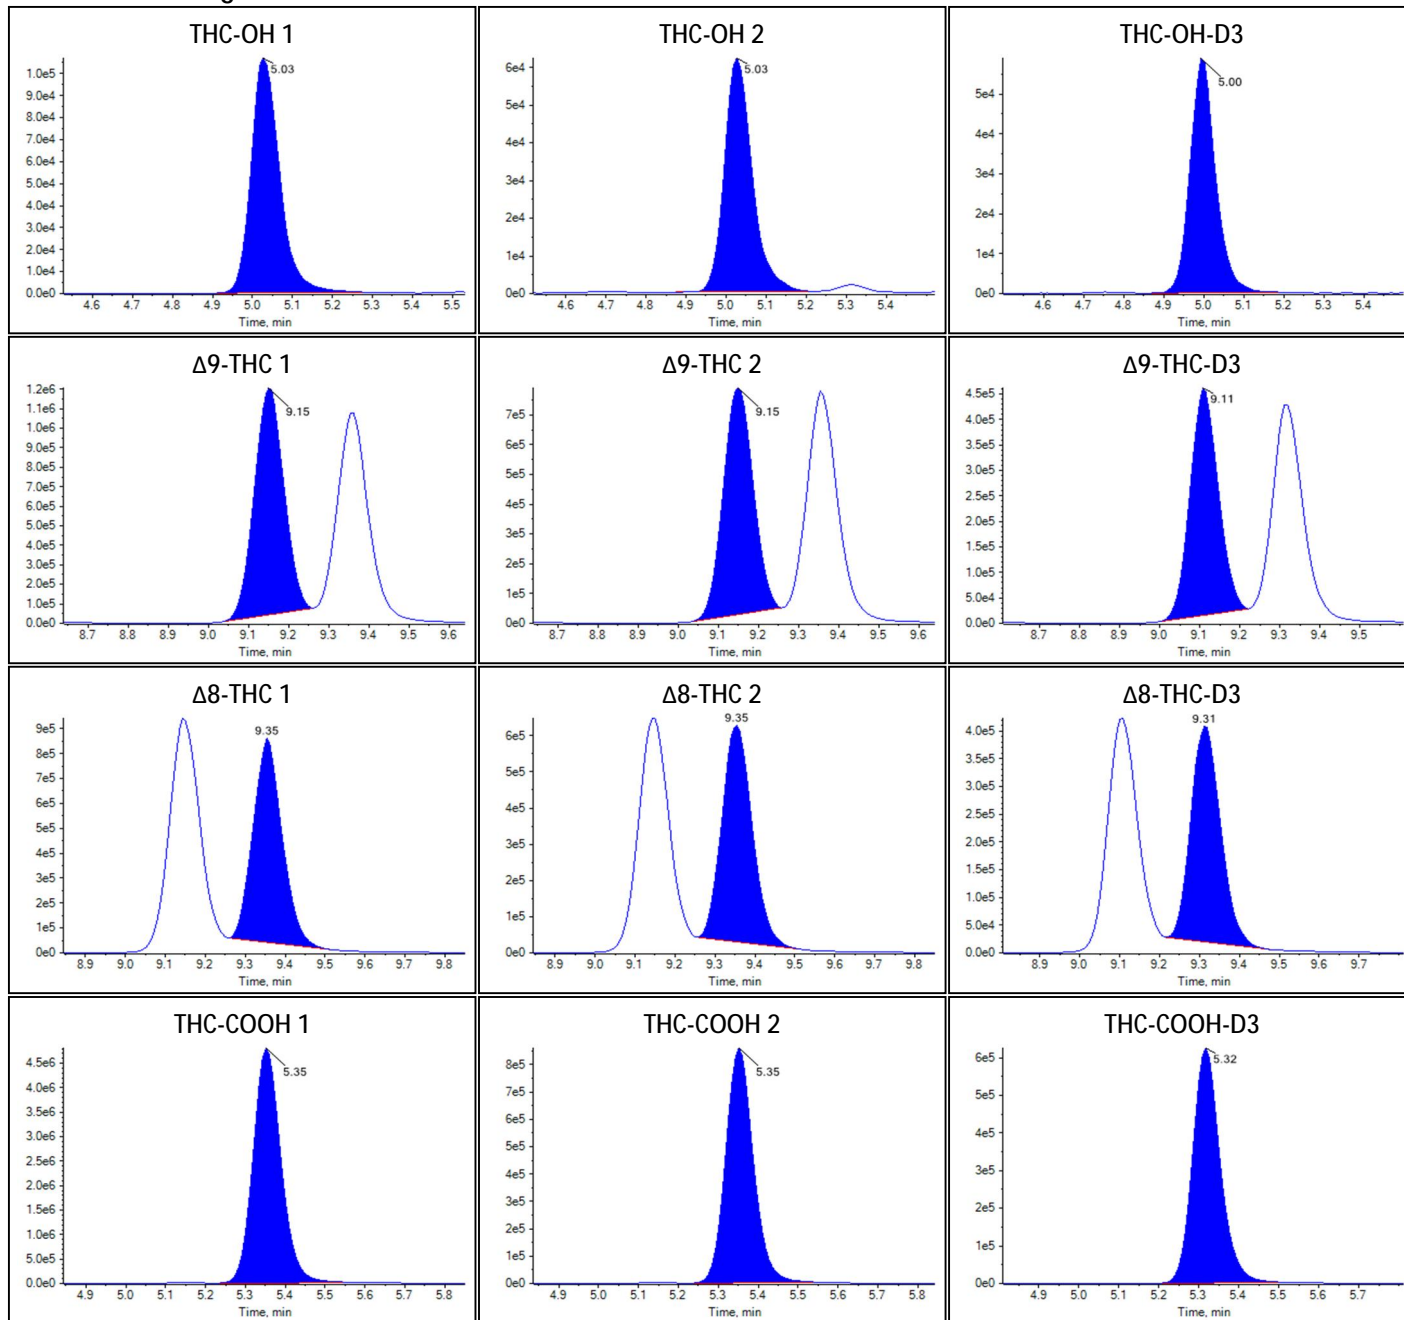 THC-OH 1
1.0e5
9.0e4
8.0e4
7.0e4
6.0e4
5.0e4
4.0e4
3.0e4
2.0e4
1.0e4
0.0e0
5.03
4.6 4.7 4.8 4.9 5.0 5.1 5.2 5.3 5.4 5.5
Time, min
THC-OH 2
6e4
5e4
4e4
3e4
2e4
1e4
0e0
5.03
4.6 4.7 4.8 4.9 5.0 5.1 5.2 5.3 5.4
Time, min
THC-OH-D3
5e4
4e4
3e4
2e4
1e4
0e0
5.00
4.6 4.7 4.8 4.9 5.0 5.1 5.2 5.3 5.4
Time, min
Δ9-THC 1
1.2e6
1.1e6
1.0e6
9.0e5
8.0e5
7.0e5
6.0e5
5.0e5
4.0e5
3.0e5
2.0e5
1.0e5
0.0e0
9.15
8.7 8.8 8.9 9.0 9.1 9.2 9.3 9.4 9.5 9.6
Time, min
Δ9-THC 2
7e5
6e5
5e5
4e5
3e5
2e5
1e5
0e0
9.15
8.7 8.8 8.9 9.0 9.1 9.2 9.3 9.4 9.5 9.6
Time, min
Δ9-THC-D3
4.5e5
4.0e5
3.5e5
3.0e5
2.5e5
2.0e5
1.5e5
1.0e5
5.0e4
0.0e0
9.11
8.7 8.8 8.9 9.0 9.1 9.2 9.3 9.4 9.5
Time, min
Δ8-THC 1
9e5
8e5
7e5
6e5
5e5
4e5
3e5
2e5
1e5
0e0
9.35
8.9 9.0 9.1 9.2 9.3 9.4 9.5 9.6 9.7 9.8
Time, min
Δ8-THC 2
6e5
5e5
4e5
3e5
2e5
1e5
0e0
9.35
8.9 9.0 9.1 9.2 9.3 9.4 9.5 9.6 9.7 9.8
Time, min
Δ8-THC-D3
4.0e5
3.5e5
3.0e5
2.5e5
2.0e5
1.5e5
1.0e5
5.0e4
0.0e0
9.31
8.9 9.0 9.1 9.2 9.3 9.4 9.5 9.6 9.7
Time, min
THC-COOH 1
4.5e6
4.0e6
3.5e6
3.0e6
2.5e6
2.0e6
1.5e6
1.0e6
5.0e5
0.0e0
5.35
4.9 5.0 5.1 5.2 5.3 5.4 5.5 5.6 5.7 5.8
Time, min
THC-COOH 2
8e5
7e5
6e5
5e5
4e5
3e5
2e5
1e5
0e0
5.35
4.9 5.0 5.1 5.2 5.3 5.4 5.5 5.6 5.7 5.8
Time, min
THC-COOH-D3
6e5
5e5
4e5
3e5
2e5
1e5
0e0
5.32
4.9 5.0 5.1 5.2 5.3 5.4 5.5 5.6 5.7
Time, min